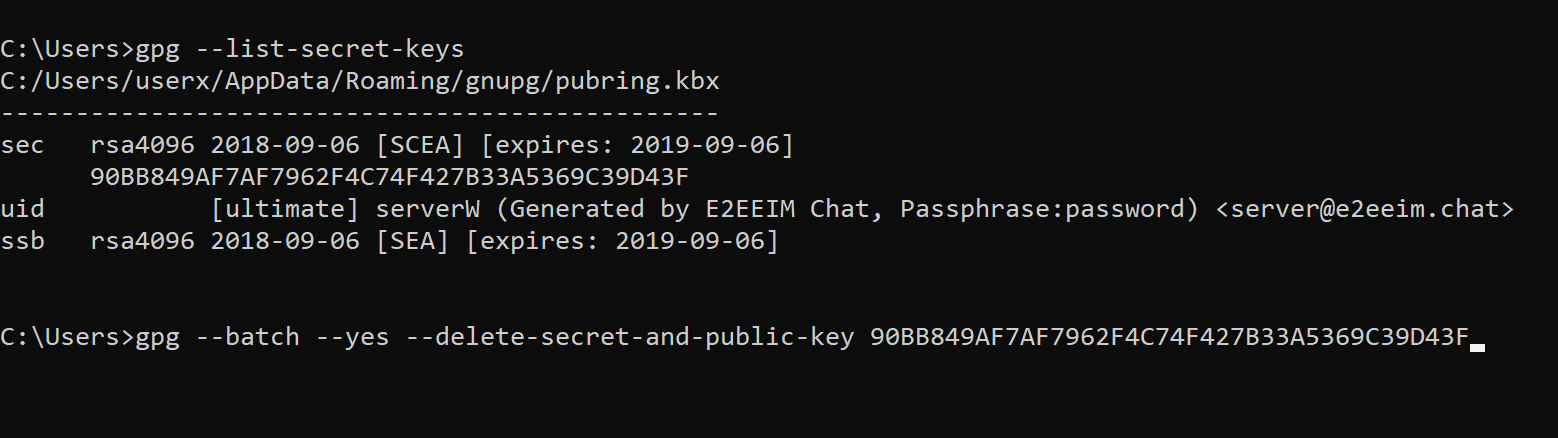 C:\Users>gpg --list-secret-keys
C:/Users/userx/AppData/Roaming/gnupg/pubring.kbx
------------------------------------------------
sec   rsa4096 2018-09-06 [SCEA] [expires: 2019-09-06]
      90BB849AF7AF7962F4C74F427B33A5369C39D43F
uid           [ultimate] serverW (Generated by E2EEIM Chat, Passphrase:password) <server@e2eeim.chat>
ssb   rsa4096 2018-09-06 [SEA] [expires: 2019-09-06]
C:\Users>gpg --batch --yes --delete-secret-and-public-key 90BB849AF7AF7962F4C74F427B33A5369C39D43F